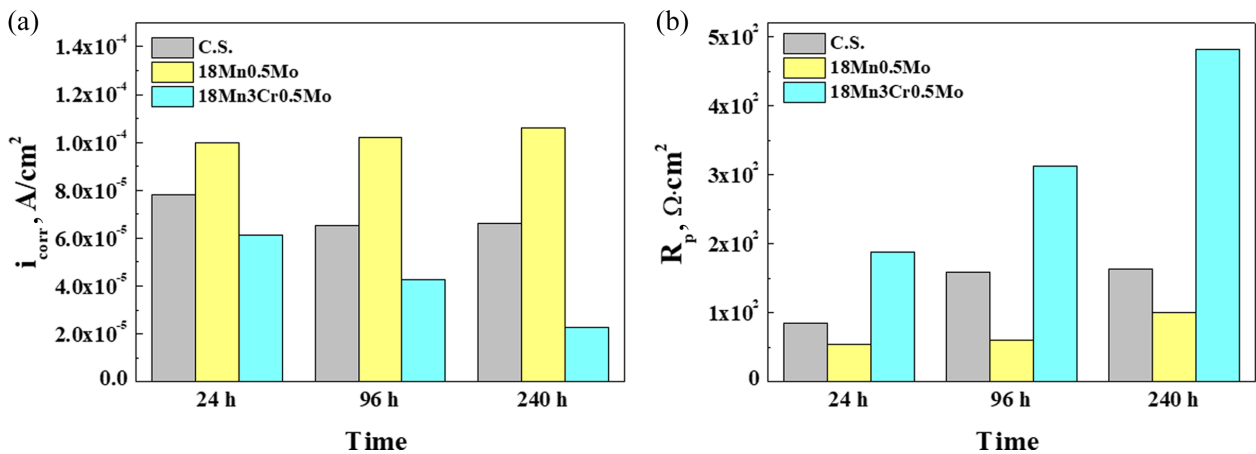 (a)
1.4x10⁻⁴
1.2x10⁻⁴
1.0x10⁻⁴
8.0x10⁻⁵
6.0x10⁻⁵
4.0x10⁻⁵
2.0x10⁻⁵
0.0
i_corr, A/cm²
C.S.
18Mn0.5Mo
18Mn3Cr0.5Mo
24 h 96 h 240 h
Time
(b)
5x10²
4x10²
3x10²
2x10²
1x10²
0
R_p, Ω·cm²
C.S.
18Mn0.5Mo
18Mn3Cr0.5Mo
24 h 96 h 240 h
Time